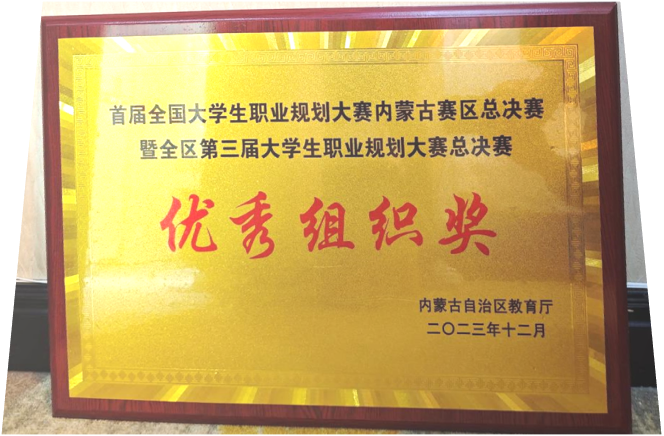 首届全国大学生职业规划大赛内蒙古赛区总决赛
暨全区第三届大学生职业规划大赛总决赛
优秀组织奖
内蒙古自治区教育厅
二〇二三年十二月